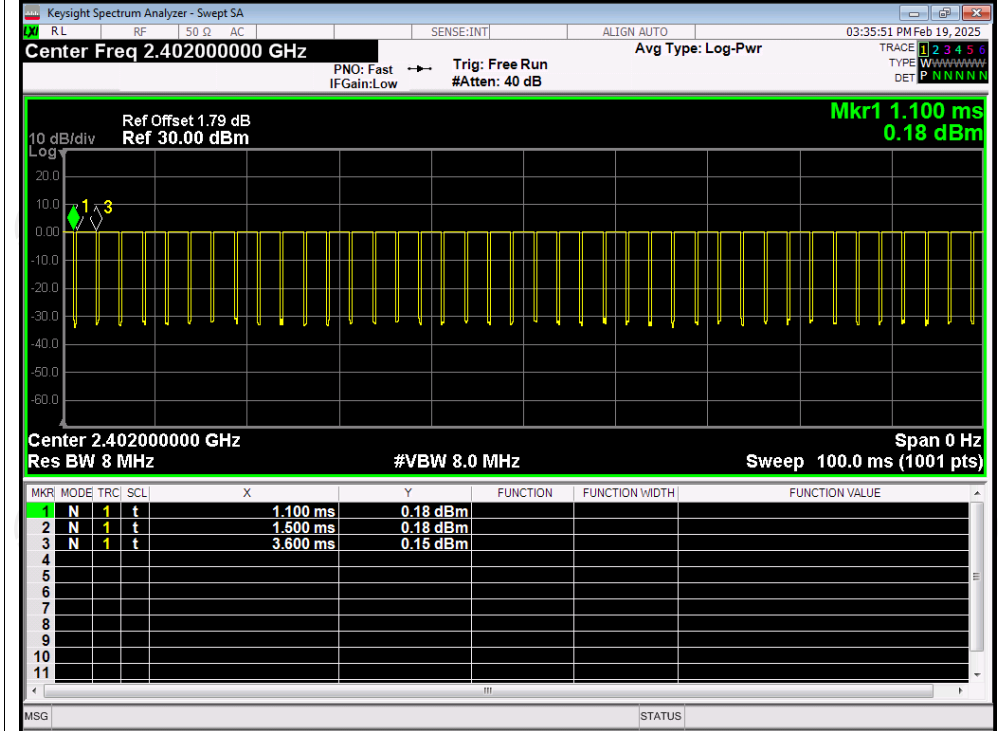 Keysight Spectrum Analyzer - Swept SA
LXI RL RF 50 Ω AC SENSE:INT ALIGN AUTO 03:35:51 PM Feb 19, 2025
Center Freq 2.402000000 GHz Avg Type: Log-Pwr TRACE 1 2 3 4 5 6
PNO: Fast Trig: Free Run TYPE WWWWWW
IFGain:Low #Atten: 40 dB DET P N N N N N
Mkr1 1.100 ms
Ref Offset 1.79 dB
10 dB/div Ref 30.00 dBm 0.18 dBm
Log
20.0
10.0
1 3
0.00
-10.0
-20.0
-30.0
-40.0
-50.0
-60.0
Center 2.402000000 GHz Span 0 Hz
Res BW 8 MHz #VBW 8.0 MHz Sweep 100.0 ms (1001 pts)
MKR MODE TRC SCL X Y FUNCTION FUNCTION WIDTH FUNCTION VALUE
1 N 1 t 1.100 ms 0.18 dBm
2 N 1 t 1.500 ms 0.18 dBm
3 N 1 t 3.600 ms 0.15 dBm
4
5
6
7
8
9
10
11
MSG STATUS